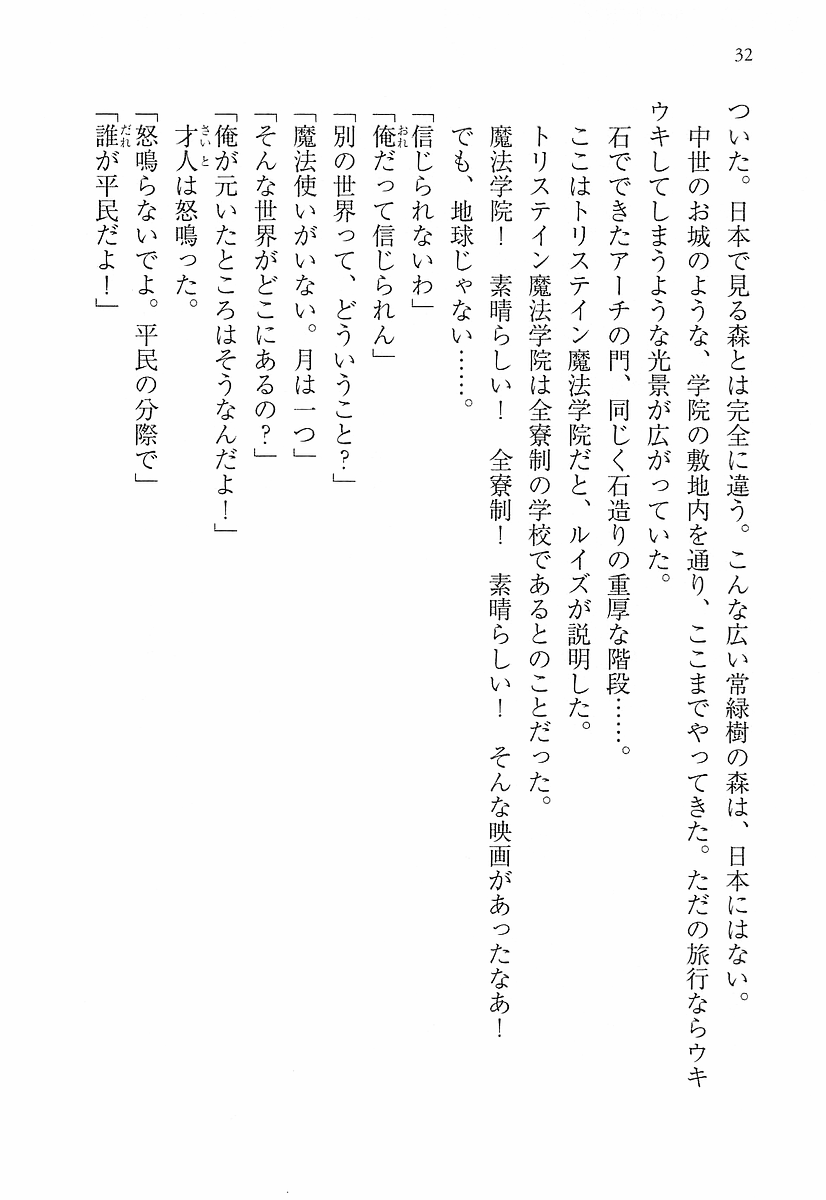 32
ついた。日本で見る森とは完全に違う。こんな広い常緑樹の森は、日本にはない。
中世のお城のような、学院の敷地内を通り、ここまでやってきた。ただの旅行ならウキ
ウキしてしまうような光景が広がっていた。
石でできたアーチの門、同じく石造りの重厚な階段……。
ここはトリステイン魔法学院だと、ルイズが説明した。
トリステイン魔法学院は全寮制の学校であるとのことだった。
魔法学院！　素晴らしい！　全寮制！　素晴らしい！　そんな映画があったなあ！
でも、地球じゃない……。
「信じられないわ」
「俺だって信じられん」
「別の世界って、どういうこと？」
「魔法使いがいない。月は一つ」
「そんな世界がどこにあるの？」
「俺が元いたところはそうなんだよ！」
才人は怒鳴った。
「怒鳴らないでよ。平民の分際で」
「誰が平民だよ！」